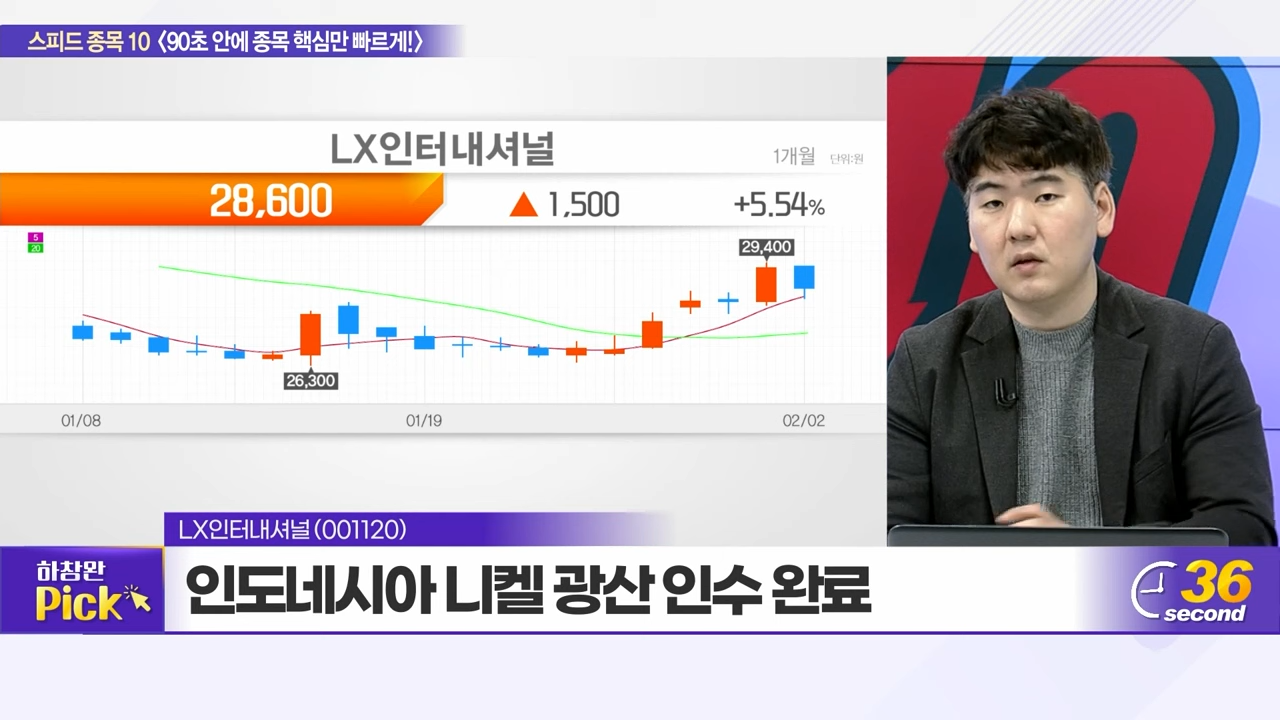 스피드 종목 10 〈90초 안에 종목 핵심만 빠르게!〉
LX인터내셔널
1개월 단위:원
28,600 ▲ 1,500 +5.54%
5
20
29,400
26,300
01/08 01/19 02/02
LX인터내셔널(001120)
하창완
Pick
인도네시아 니켈 광산 인수 완료
36
second